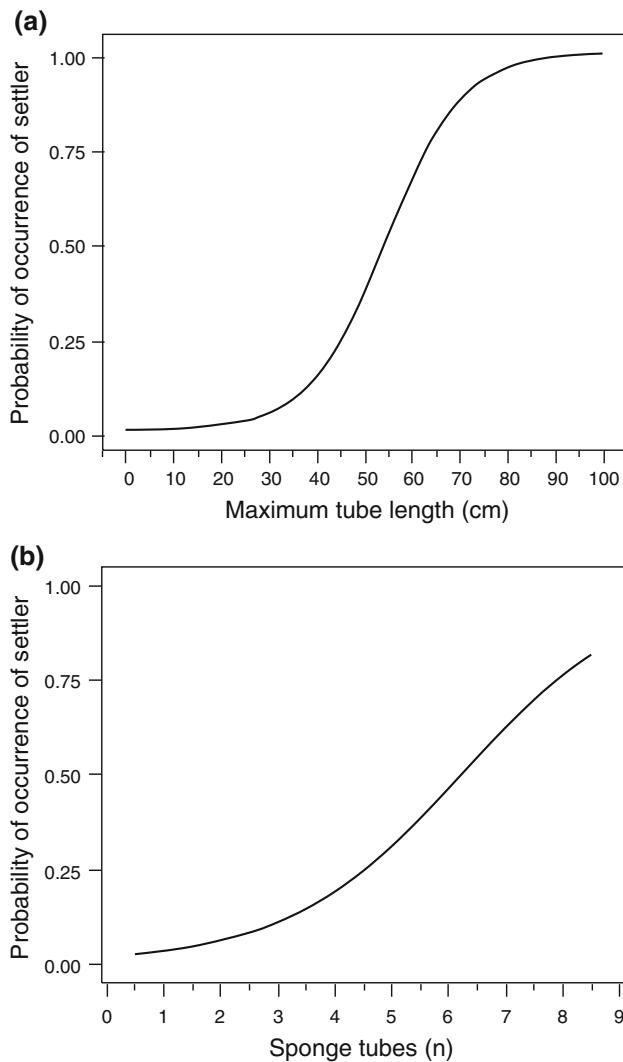 (a)
Probability of occurrence of settler
1.00
0.75
0.50
0.25
0.00
0 10 20 30 40 50 60 70 80 90 100
Maximum tube length (cm)
(b)
Probability of occurrence of settler
1.00
0.75
0.50
0.25
0.00
0 1 2 3 4 5 6 7 8 9
Sponge tubes (n)